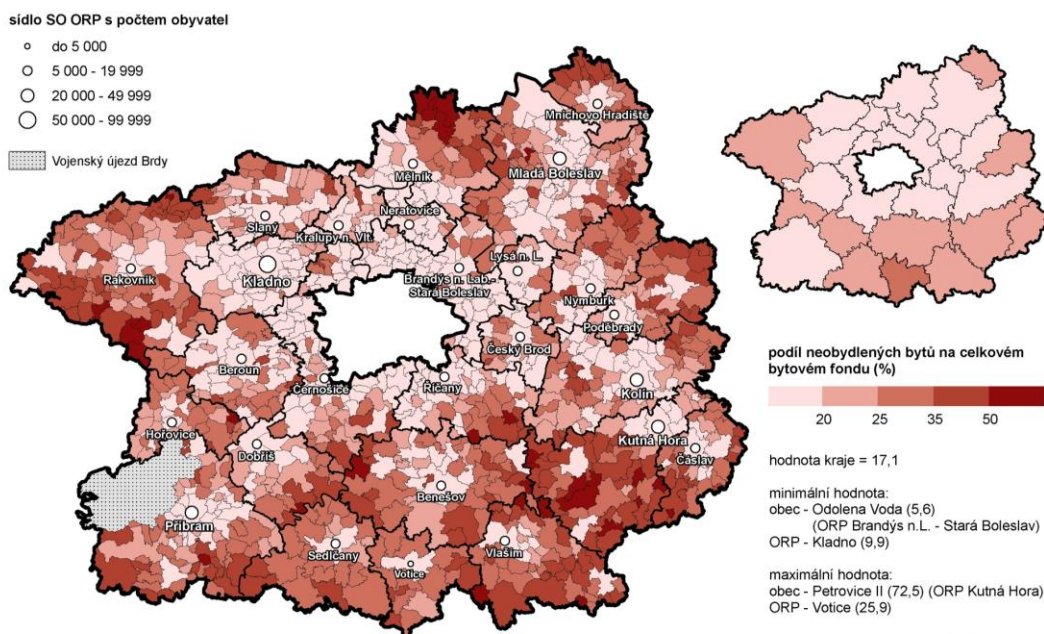 sídlo SO ORP s počtem obyvatel
do 5 000
5 000 - 19 999
20 000 - 49 999
50 000 - 99 999
Vojenský újezd Brdy
Mnichovo Hradiště
Mladá Boleslav
Mělník
Neratovice
Slaný
Kralupy n. Vlt.
Lysá n. L.
Rakovník
Kladno
Brandýs n. Lab.-
Stará Boleslav
Nymburk
Poděbrady
Český Brod
Beroun
Černošice
Říčany
Kolín
Hořovice
Dobříš
Kutná Hora
Čáslav
Benešov
Příbram
Sedlčany
Vlašim
Votice
podíl neobydlených bytů na celkovém
bytovém fondu (%)
20 25 35 50
hodnota kraje = 17,1
minimální hodnota:
obec - Odolena Voda (5,6)
(ORP Brandýs n.L. - Stará Boleslav)
ORP - Kladno (9,9)
maximální hodnota:
obec - Petrovice II (72,5) (ORP Kutná Hora)
ORP - Votice (25,9)